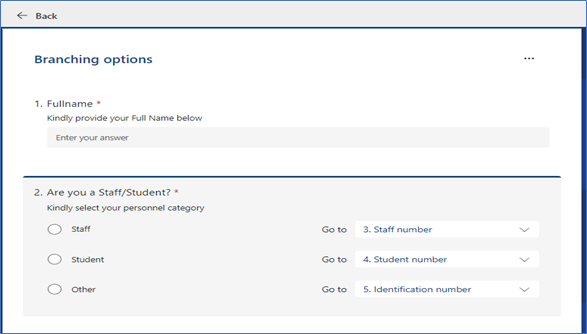 Back
Branching options
...
1. Fullname *
Kindly provide your Full Name below
Enter your answer
2. Are you a Staff/Student? *
Kindly select your personnel category
Staff Go to 3. Staff number
Student Go to 4. Student number
Other Go to 5. Identification number